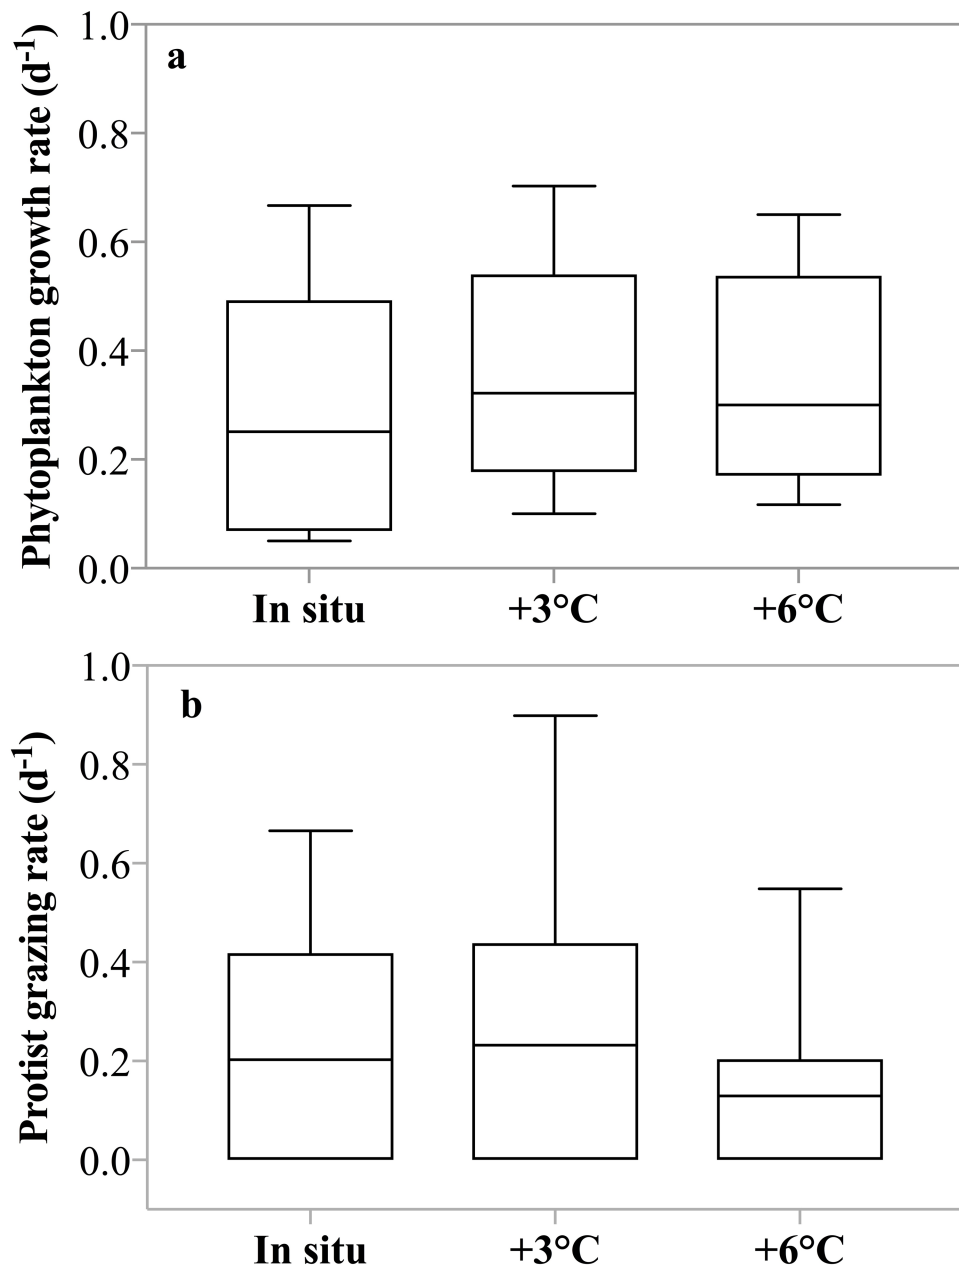 a
Phytoplankton growth rate (d-1)
1.0
0.8
0.6
0.4
0.2
0.0
In situ +3°C +6°C
b
Protist grazing rate (d-1)
1.0
0.8
0.6
0.4
0.2
0.0
In situ +3°C +6°C